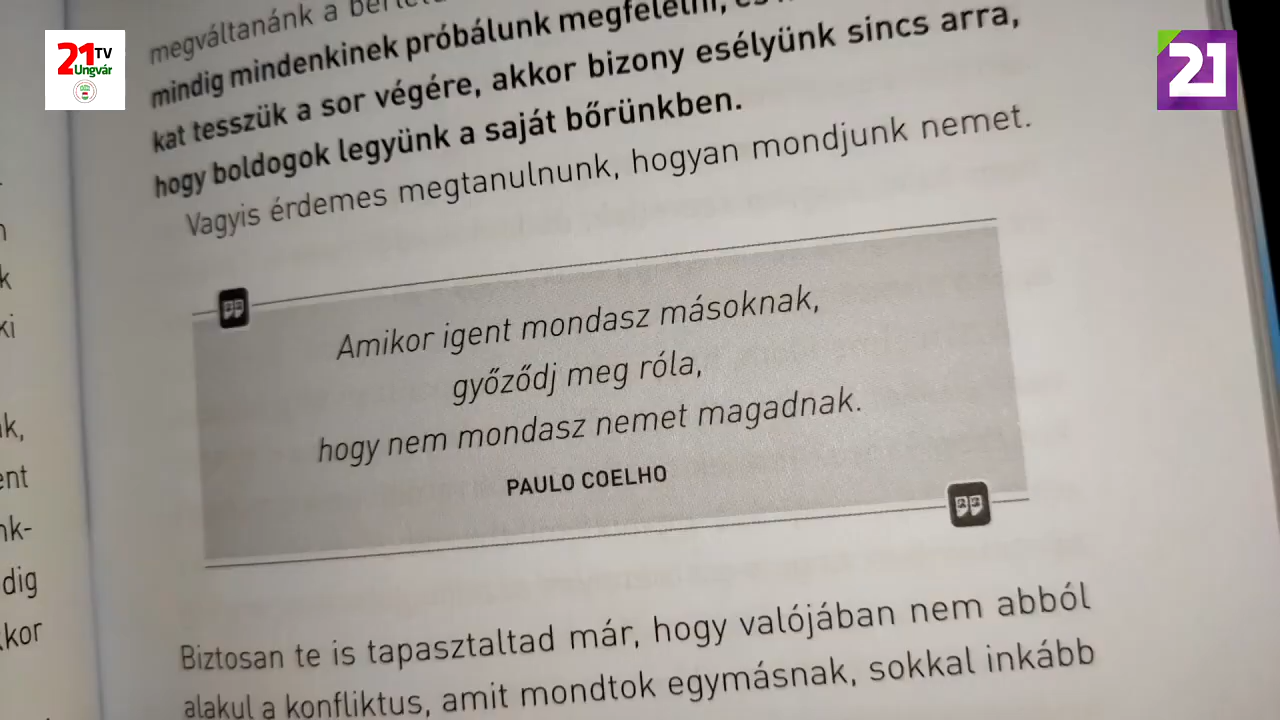 21 TV
Ungvár
21
megváltanánk a
mindig mindenkinek próbálunk megfelelni,
kat tesszük a sor végére, akkor bizony esélyünk sincs arra,
hogy boldogok legyünk a saját bőrünkben.
Vagyis érdemes megtanulnunk, hogyan mondjunk nemet.
Amikor igent mondasz másoknak,
győződj meg róla,
hogy nem mondasz nemet magadnak.
PAULO COELHO
Biztosan te is tapasztaltad már, hogy valójában nem abból
alakul a konfliktus, amit mondtok egymásnak, sokkal inkább